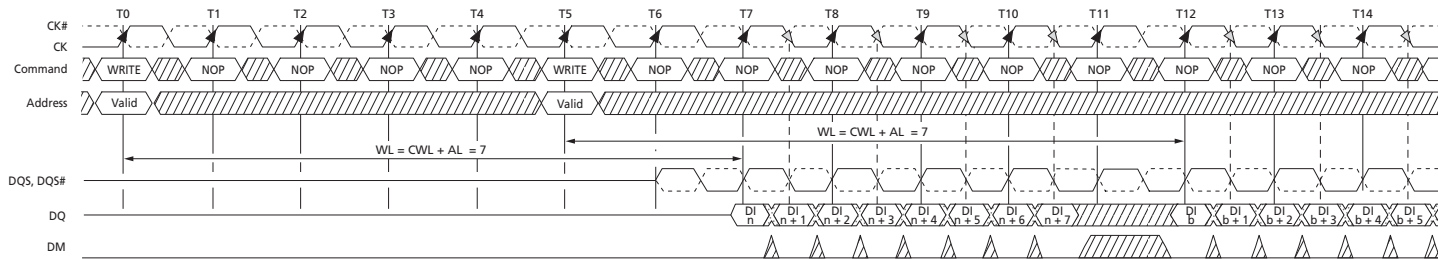 T0 T1 T2 T3 T4 T5 T6 T7 T8 T9 T10 T11 T12 T13 T14
CK#
CK
Command WRITE NOP NOP NOP NOP WRITE NOP NOP NOP NOP NOP NOP NOP NOP NOP
Address Valid Valid
WL = CWL + AL = 7
WL = CWL + AL = 7
DQS, DQS#
DQ DI n DI n + 1 DI n + 2 DI n + 3 DI n + 4 DI n + 5 DI n + 6 DI n + 7 DI b DI b + 1 DI b + 2 DI b + 3 DI b + 4 DI b + 5
DM